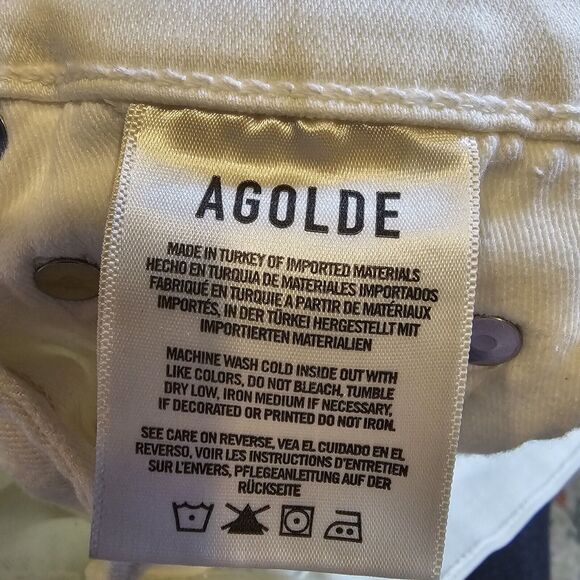 AGOLDE
MADE IN TURKEY OF IMPORTED MATERIALS
HECHO EN TURQUIA DE MATERIALES IMPORTADOS
FABRIQUÉ EN TURQUIE A PARTIR DE MATÉRIAUX
IMPORTÉS, IN DER TÜRKEI HERGESTELLT MIT
IMPORTIERTEN MATERIALIEN
MACHINE WASH COLD INSIDE OUT WITH
LIKE COLORS, DO NOT BLEACH, TUMBLE
DRY LOW, IRON MEDIUM IF NECESSARY,
IF DECORATED OR PRINTED DO NOT IRON.
SEE CARE ON REVERSE, VEA EL CUIDADO EN EL
REVERSO, VOIR LES INSTRUCTIONS D'ENTRETIEN
SUR L'ENVERS, PFLEGEANLEITUNG AUF DER
RÜCKSEITE